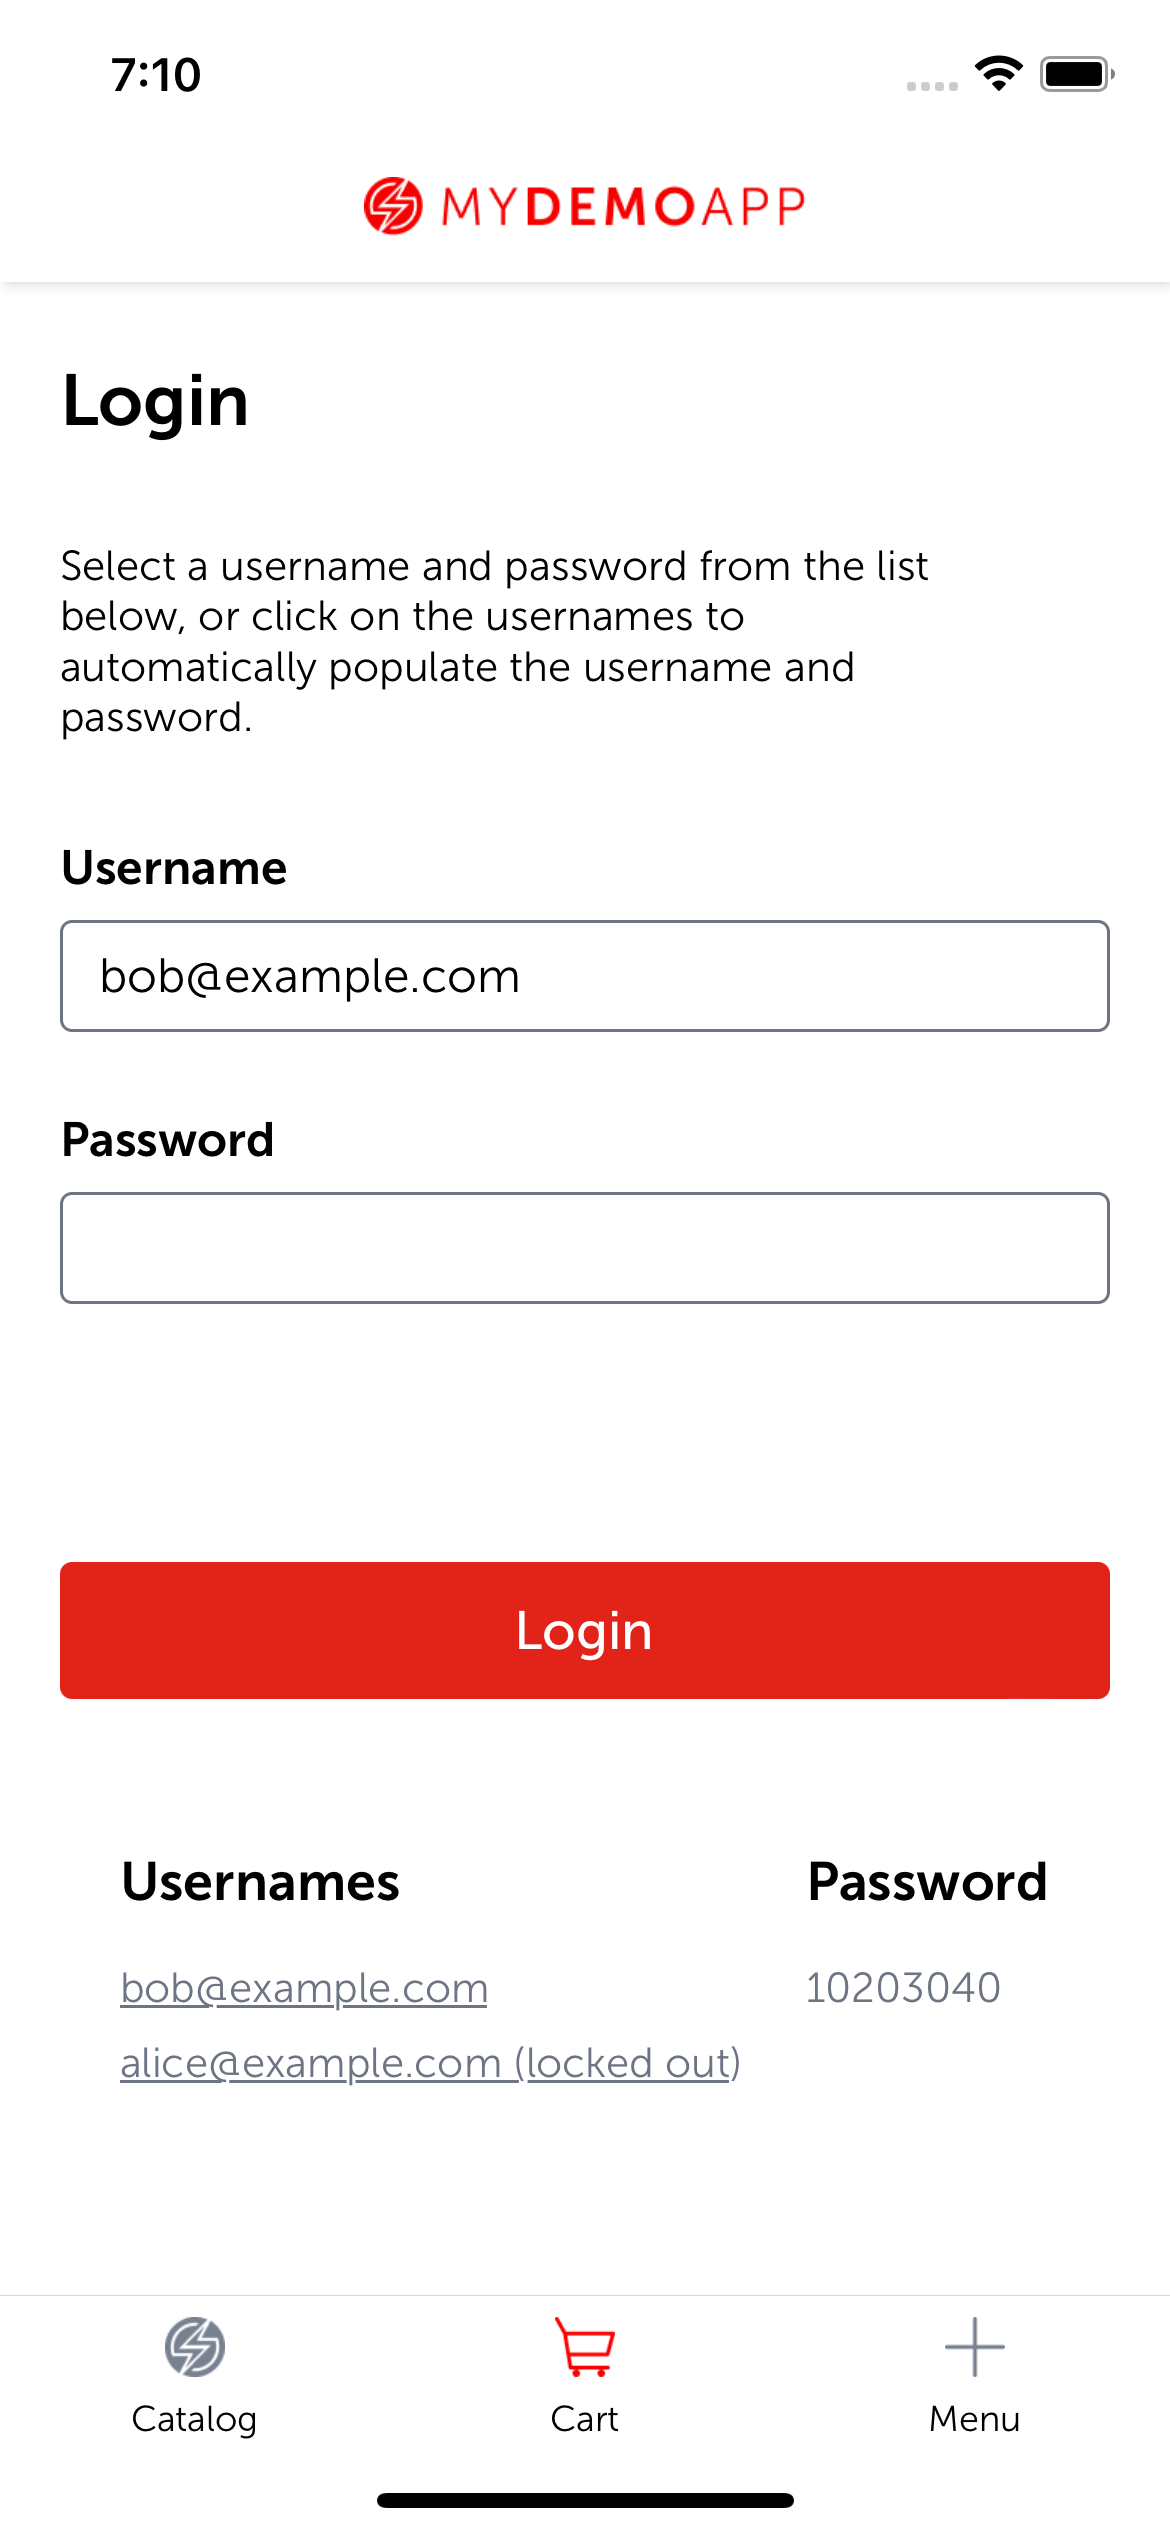 7:10
MYDEMOAPP
Login
Select a username and password from the list
below, or click on the usernames to
automatically populate the username and
password.
Username
bob@example.com
Password
Login
Usernames Password
bob@example.com 10203040
alice@example.com (locked out)
Catalog Cart Menu